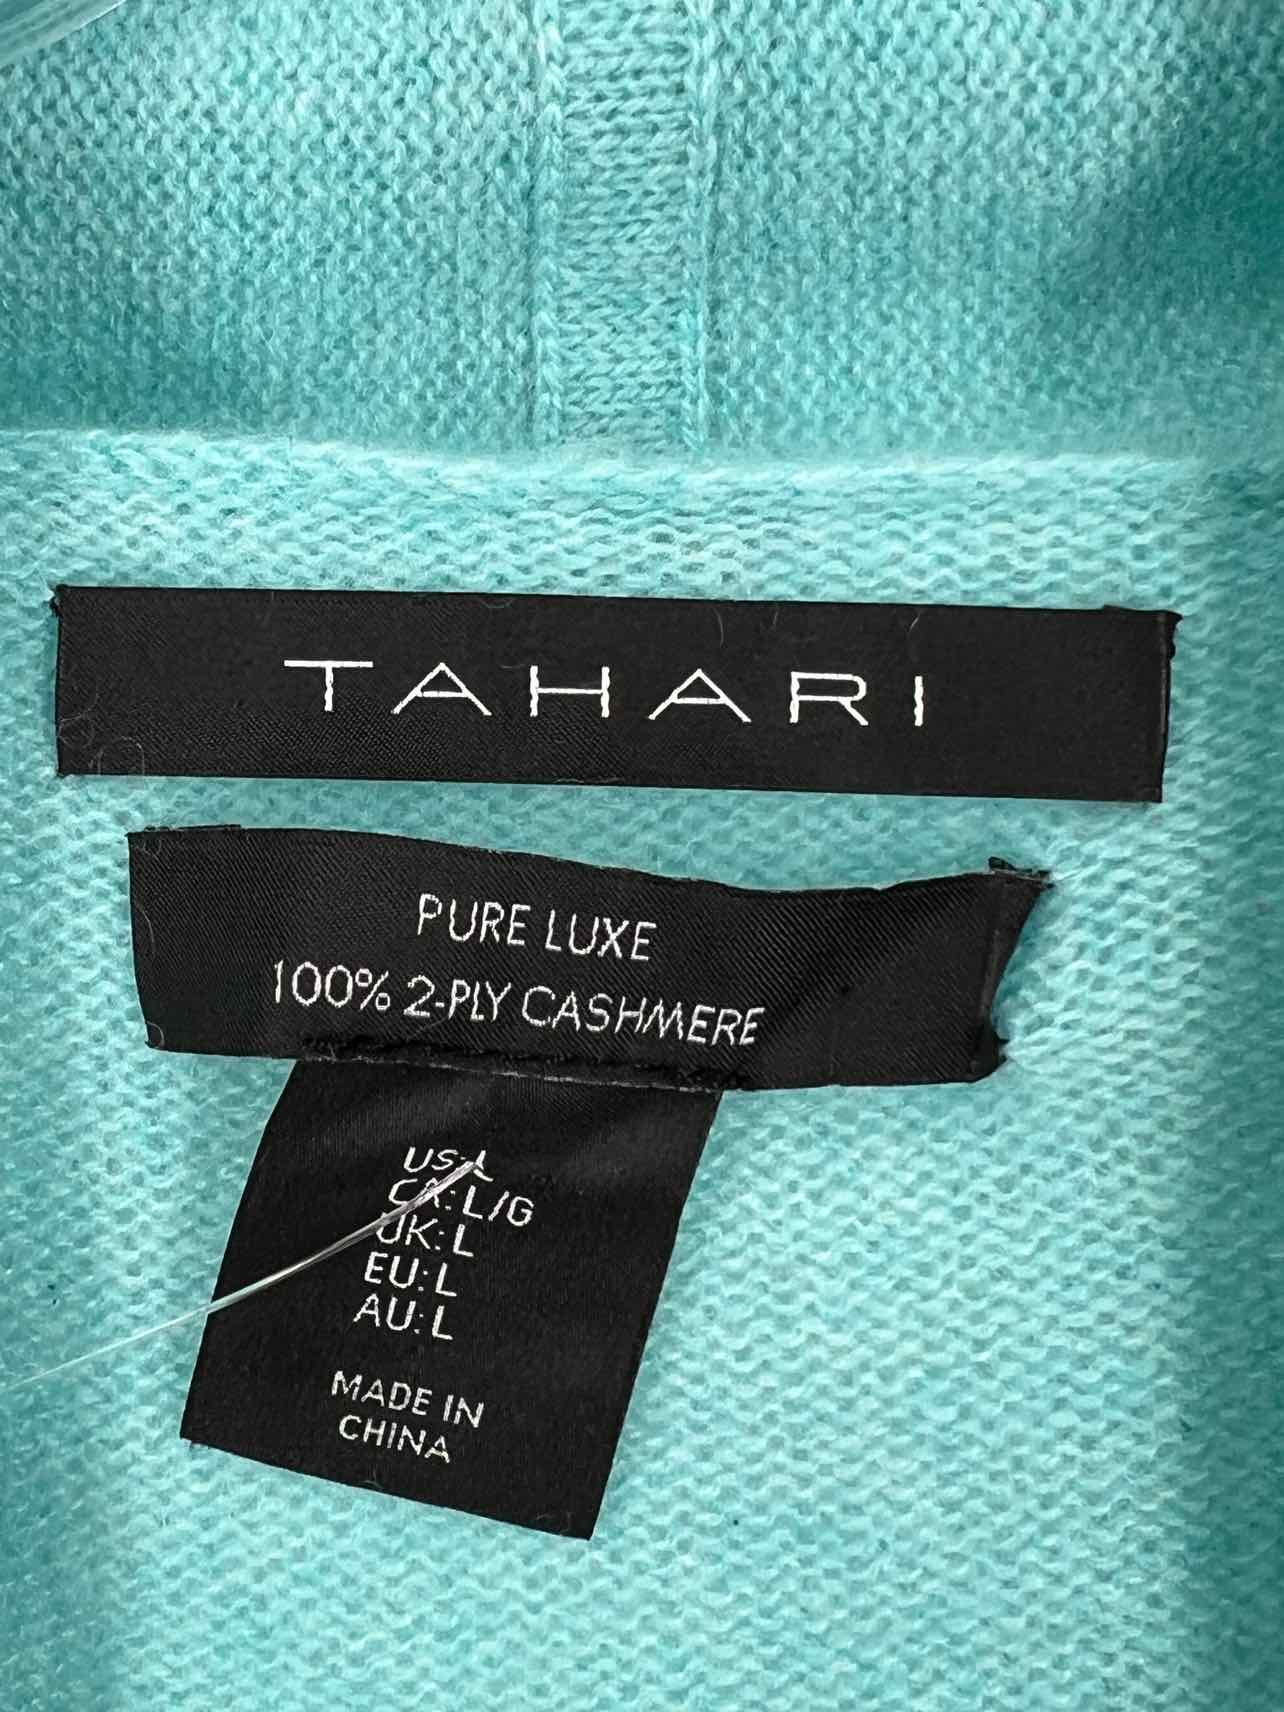 TAHARI
PURE LUXE
100% 2-PLY CASHMERE
US: L
CA: L/G
UK: L
EU: L
AU: L
MADE IN
CHINA